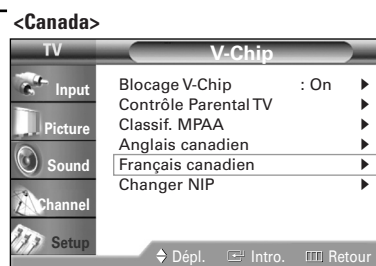 <Canada>
TV
V-Chip
Input
Picture
Sound
Channel
Setup
Blocage V-Chip : On
Contrôle Parental TV
Classif. MPAA
Anglais canadien
Français canadien
Changer NIP
Dépl. Intro. Retour